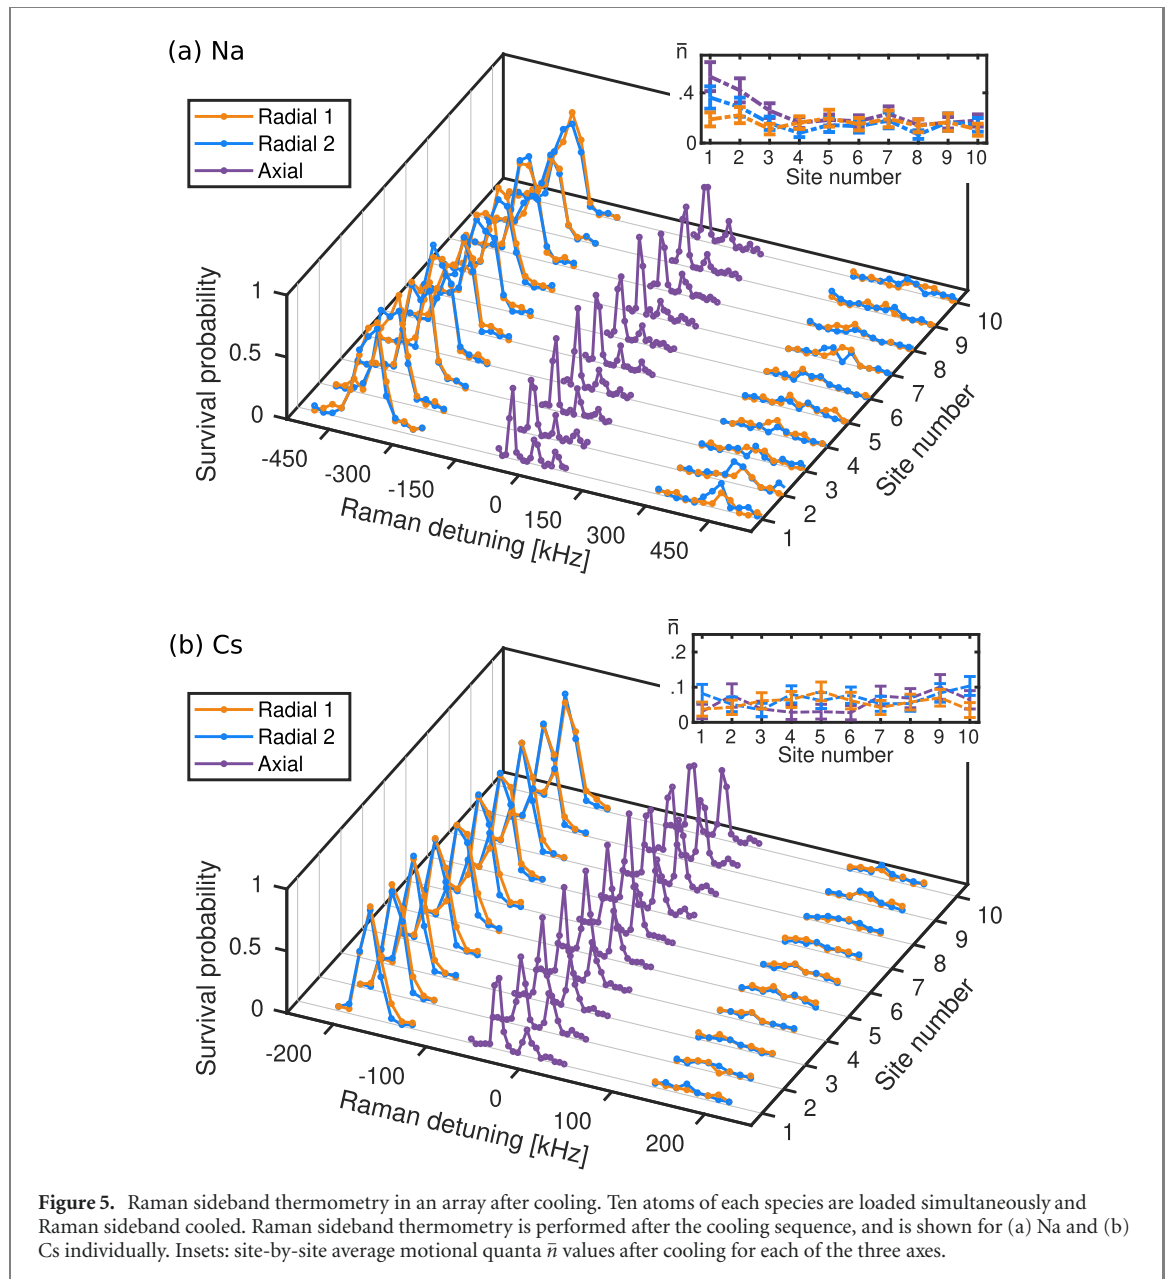 (a) Na
Radial 1
Radial 2
Axial
n̄
.4
0
1 2 3 4 5 6 7 8 9 10
Site number
Survival probability
1
0.5
0
-450 -300 -150 0 150 300 450
Raman detuning [kHz]
1 2 3 4 5 6 7 7 8 9 10
Site number
(b) Cs
Radial 1
Radial 2
Axial
n̄
.2
.1
0
1 2 3 4 5 6 7 8 9 10
Site number
Survival probability
1
0.5
0
-200 -100 0 100 200
Raman detuning [kHz]
1 2 3 4 5 6 7 8 9 10
Site number
Figure 5. Raman sideband thermometry in an array after cooling. Ten atoms of each species are loaded simultaneously and
Raman sideband cooled. Raman sideband thermometry is performed after the cooling sequence, and is shown for (a) Na and (b)
Cs individually. Insets: site-by-site average motional quanta n̄ values after cooling for each of the three axes.